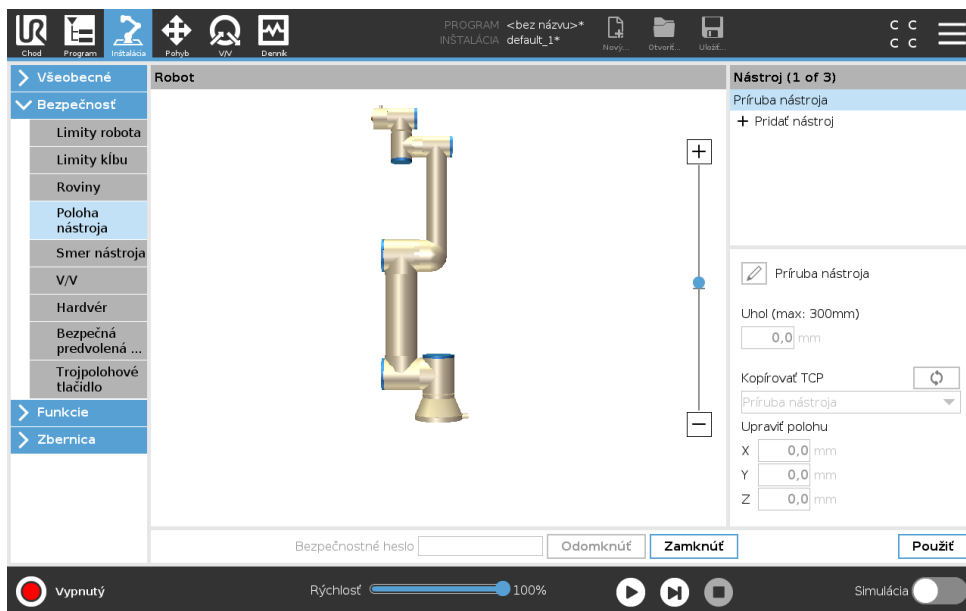 UR
Chod
Program
Inštalácia
Pohyb
V/V
Denník
PROGRAM <bez názvu>*
INŠTALÁCIA default_1*
Nový...
Otvoriť...
Uložiť...
C C
C C
Všeobecné
Bezpečnosť
Limity robota
Limity kĺbu
Roviny
Poloha
nástroja
Smer nástroja
V/V
Hardvér
Bezpečná
predvolená ...
Trojpolohové
tlačidlo
Funkcie
Zbernica
Robot
Nástroj (1 of 3)
Príruba nástroja
+ Pridať nástroj
Príruba nástroja
Uhol (max: 300mm)
0,0 mm
Kopírovať TCP
Príruba nástroja
Upraviť polohu
X 0,0 mm
Y 0,0 mm
Z 0,0 mm
Bezpečnostné heslo
Odomknúť
Zamknúť
Použiť
Vypnutý
Rýchlosť
100%
Simulácia